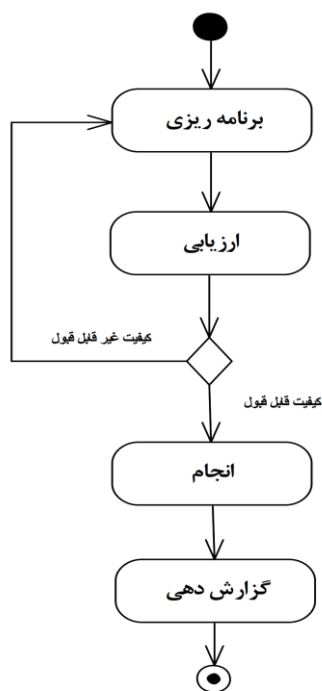 برنامه ریزی
ارزیابی
کیفیت غیر قابل قبول
کیفیت قابل قبول
انجام
گزارش دهی